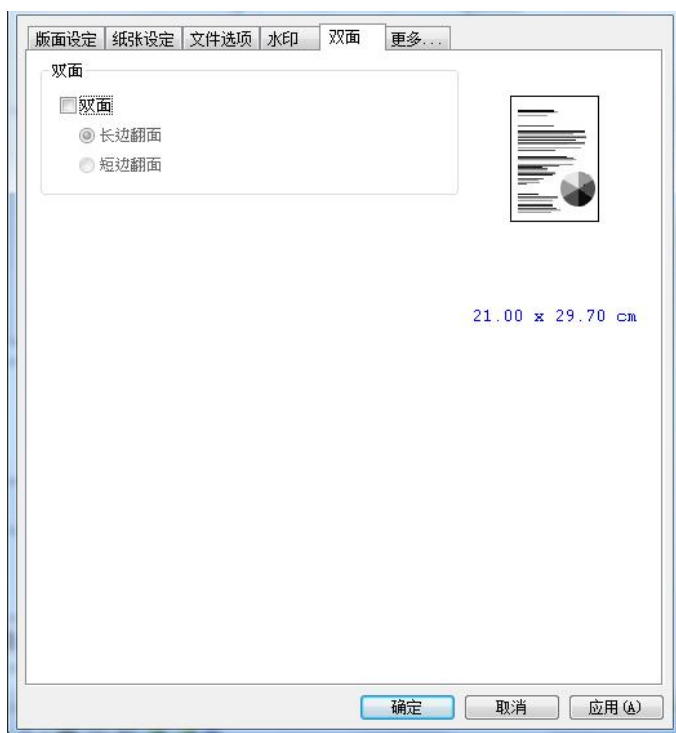 版面设定 纸张设定 文件选项 水印 双面 更多...
双面
双面
长边翻面
短边翻面
21.00 x 29.70 cm
确定 取消 应用(A)